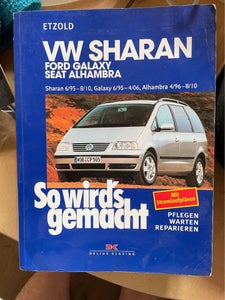 ETZOLD
VW SHARAN
FORD GALAXY
SEAT ALHAMBRA
Sharan 6/95–8/10, Galaxy 6/95–4/06, Alhambra 4/96–8/10
So wird's
gemacht
Mit
Stromlaufplänen
PFLEGEN
WARTEN
REPARIEREN
DELIUS KLASING